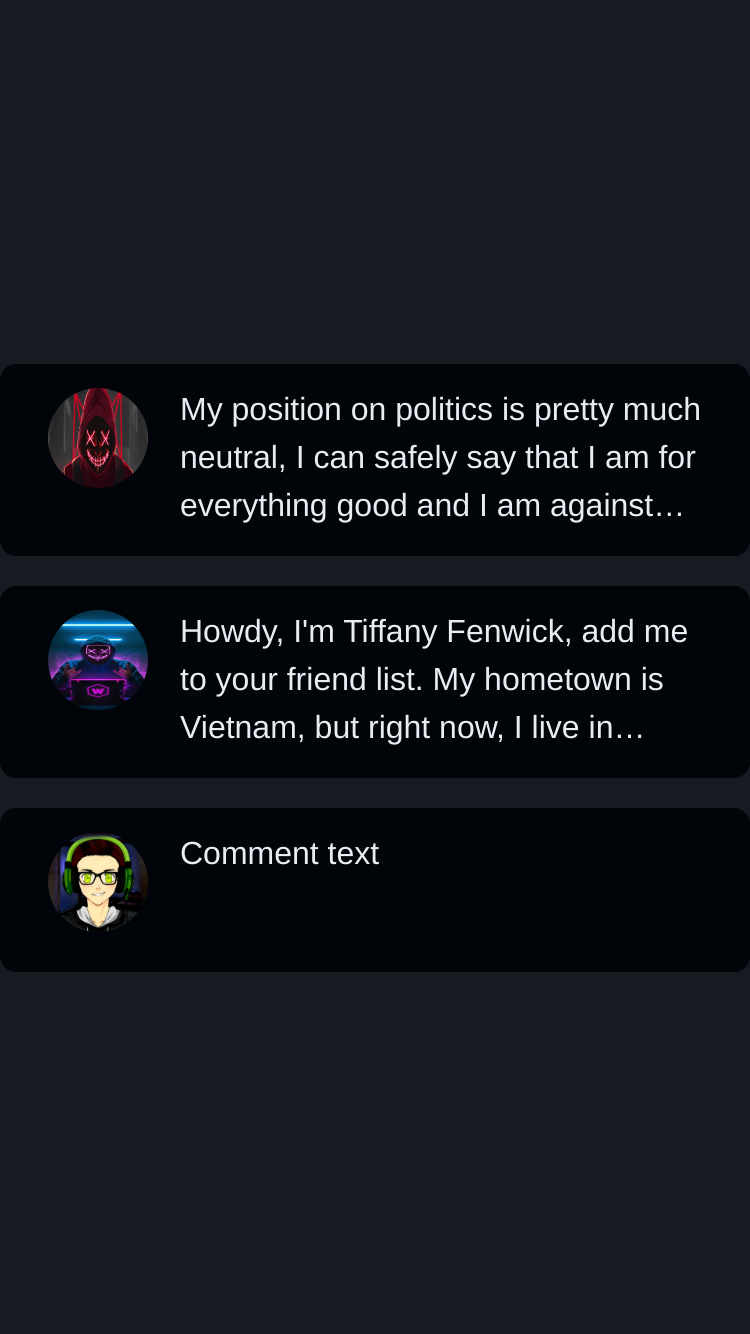 My position on politics is pretty much
neutral, I can safely say that I am for
everything good and I am against…
Howdy, I'm Tiffany Fenwick, add me
to your friend list. My hometown is
Vietnam, but right now, I live in…
Comment text